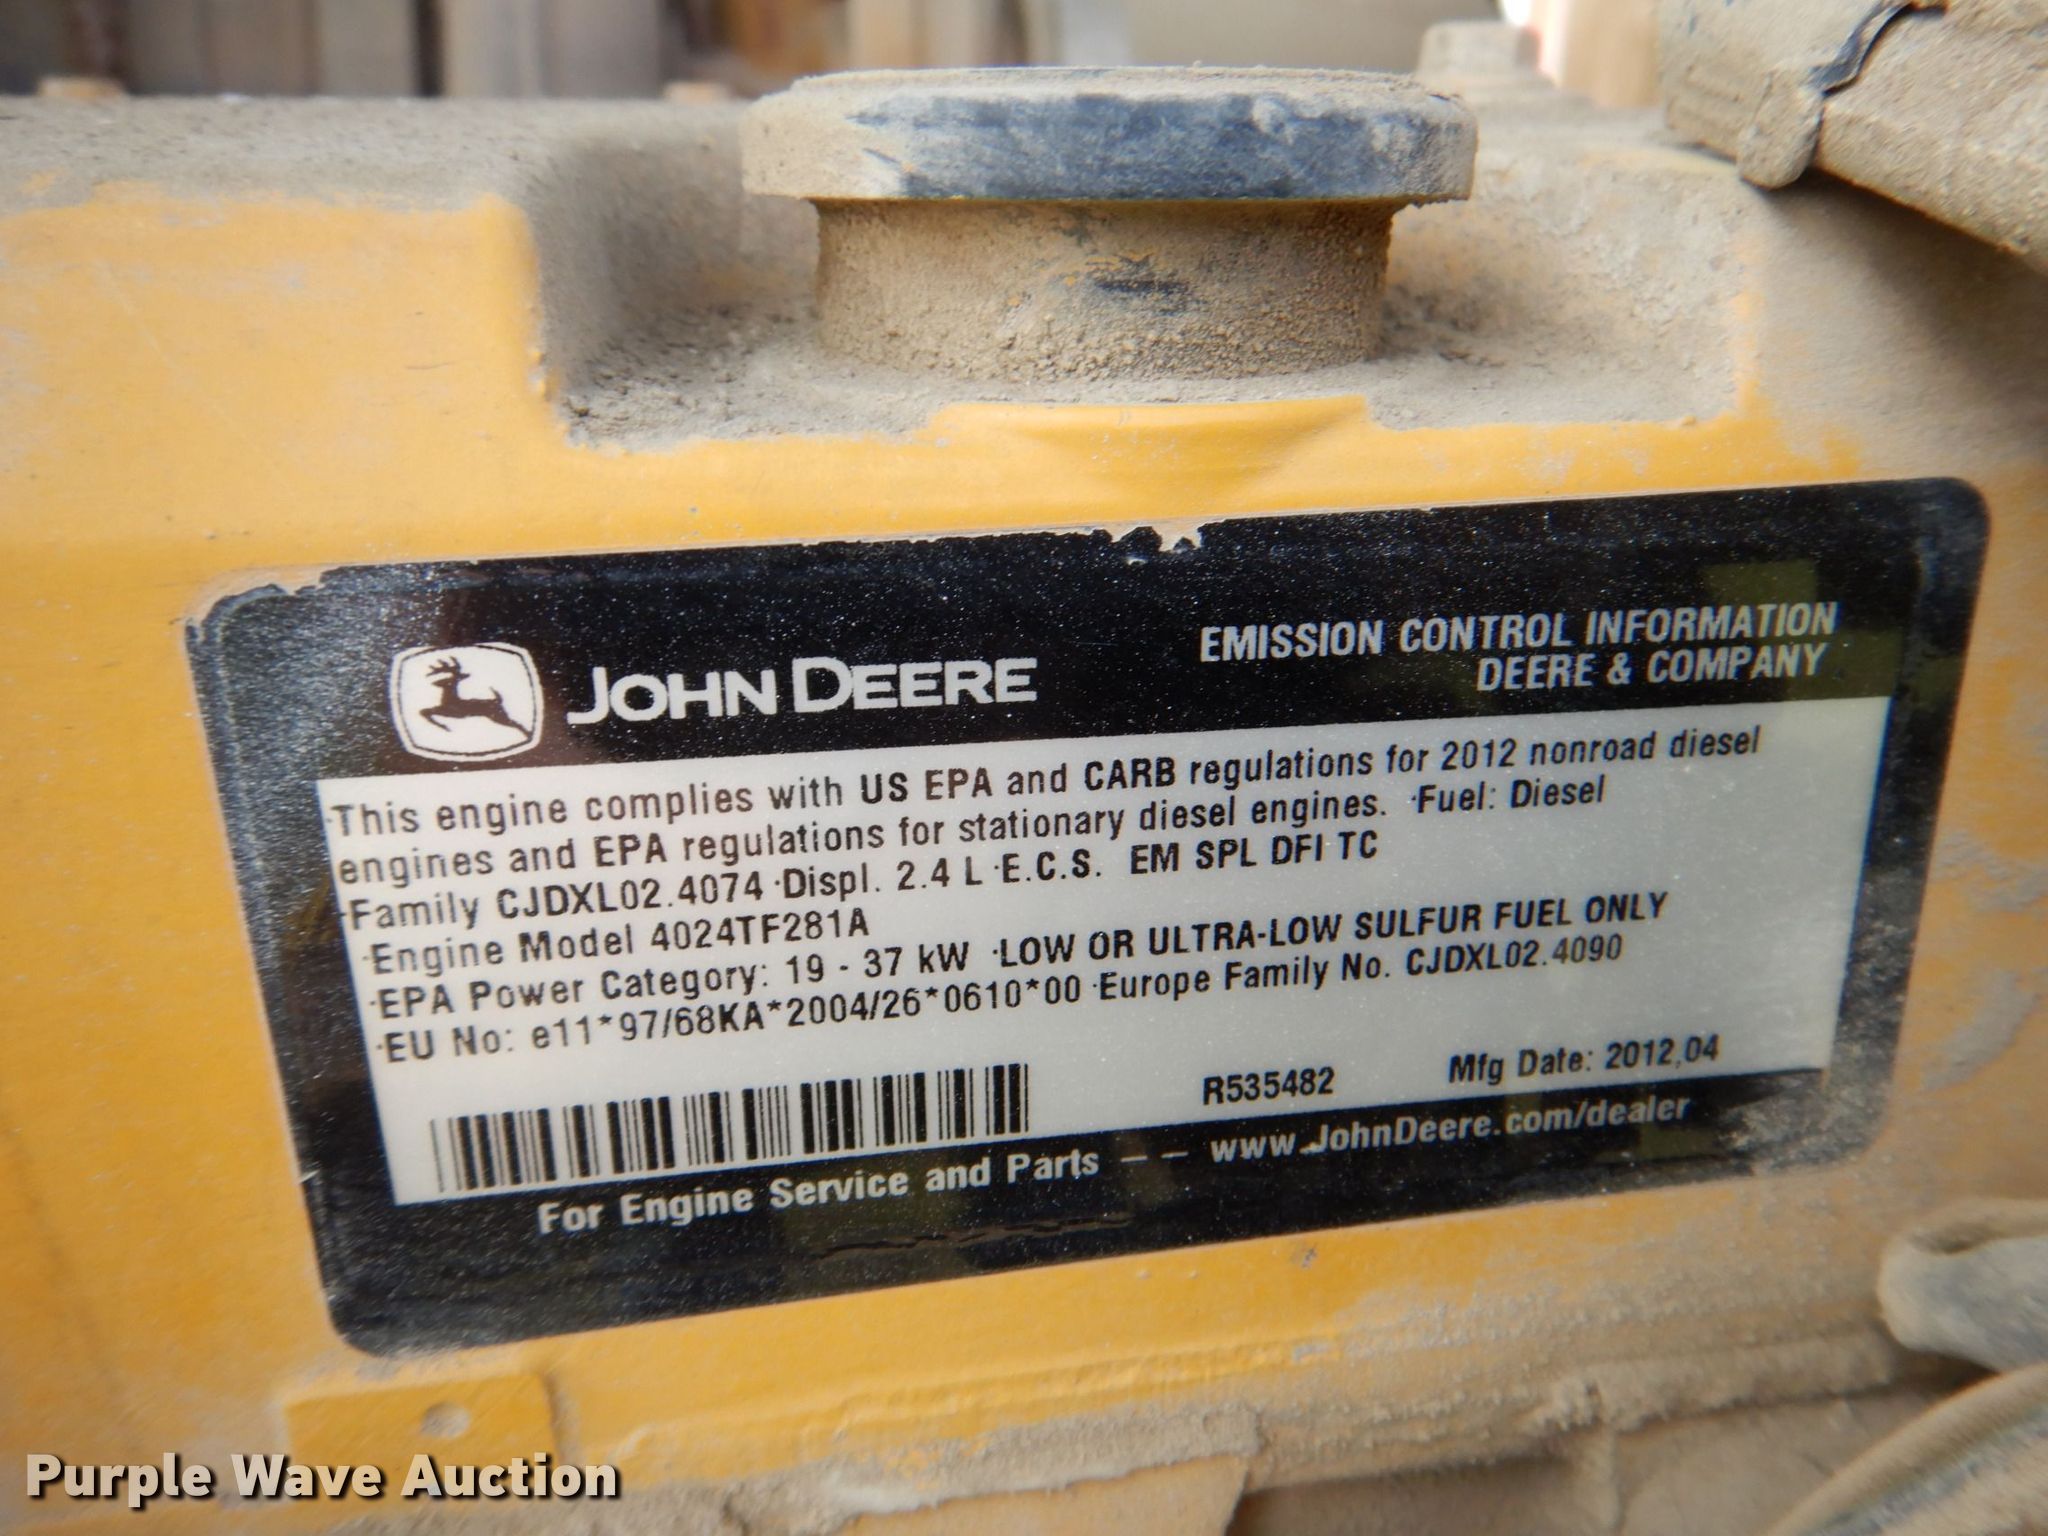 JOHN DEERE
EMISSION CONTROL INFORMATION
DEERE & COMPANY
·This engine complies with US EPA and CARB regulations for 2012 nonroad diesel
engines and EPA regulations for stationary diesel engines. ·Fuel: Diesel
·Family CJDXL02.4074 ·Displ. 2.4 L ·E.C.S. EM SPL DFI TC
·Engine Model 4024TF281A
·EPA Power Category: 19 - 37 kW ·LOW OR ULTRA-LOW SULFUR FUEL ONLY
·EU No: e11*97/68KA*2004/26*0610*00 ·Europe Family No. CJDXL02.4090
R535482 Mfg Date: 2012.04
For Engine Service and Parts -- www.JohnDeere.com/dealer
Purple Wave Auction